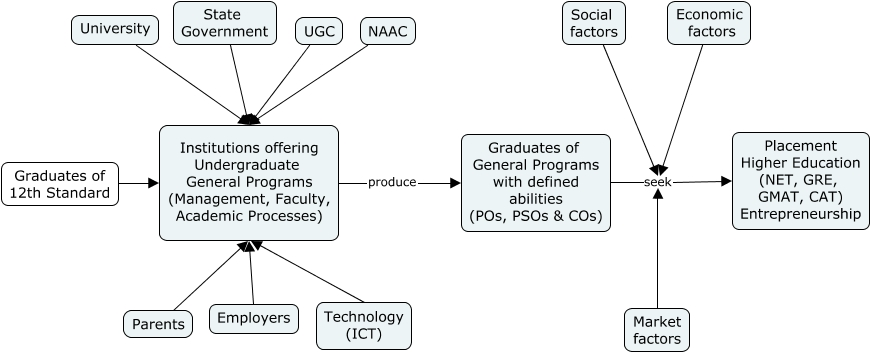 University
State
Government
UGC
NAAC
Social
factors
Economic
factors
Graduates of
12th Standard
Institutions offering
Undergraduate
General Programs
(Management, Faculty,
Academic Processes)
produce
Graduates of
General Programs
with defined
abilities
(POs, PSOs & COs)
seek
Placement
Higher Education
(NET, GRE,
GMAT, CAT)
Entrepreneurship
Parents
Employers
Technology
(ICT)
Market
factors